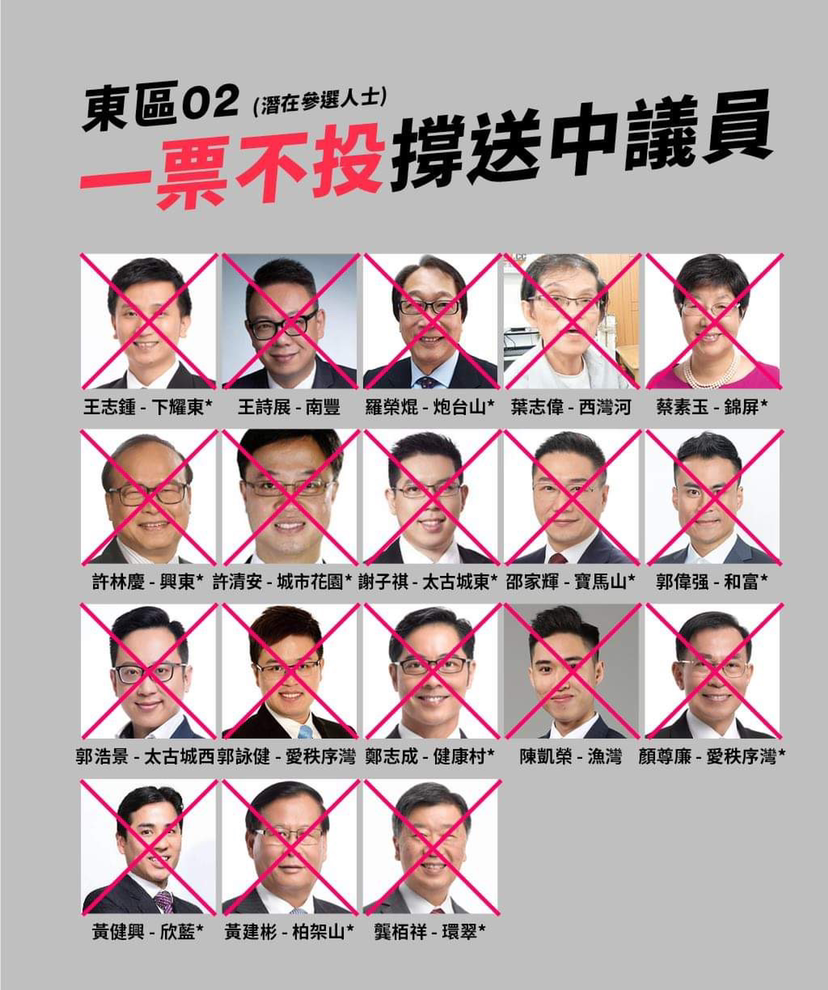 東區02 (潛在參選人士)
一票不投撐送中議員
王志鍾 - 下耀東* 王詩展 - 南豐 羅榮焜 - 炮台山* 葉志偉 - 西灣河 蔡素玉 - 錦屏*
許林慶 - 興東* 許清安 - 城市花園* 謝子祺 - 太古城東* 邵家輝 - 寶馬山* 郭偉强 - 和富*
郭浩景 - 太古城西 郭詠健 - 愛秩序灣 鄭志成 - 健康村* 陳凱榮 - 漁灣 顏尊廉 - 愛秩序灣*
黃健興 - 欣藍* 黃建彬 - 柏架山* 龔栢祥 - 環翠*